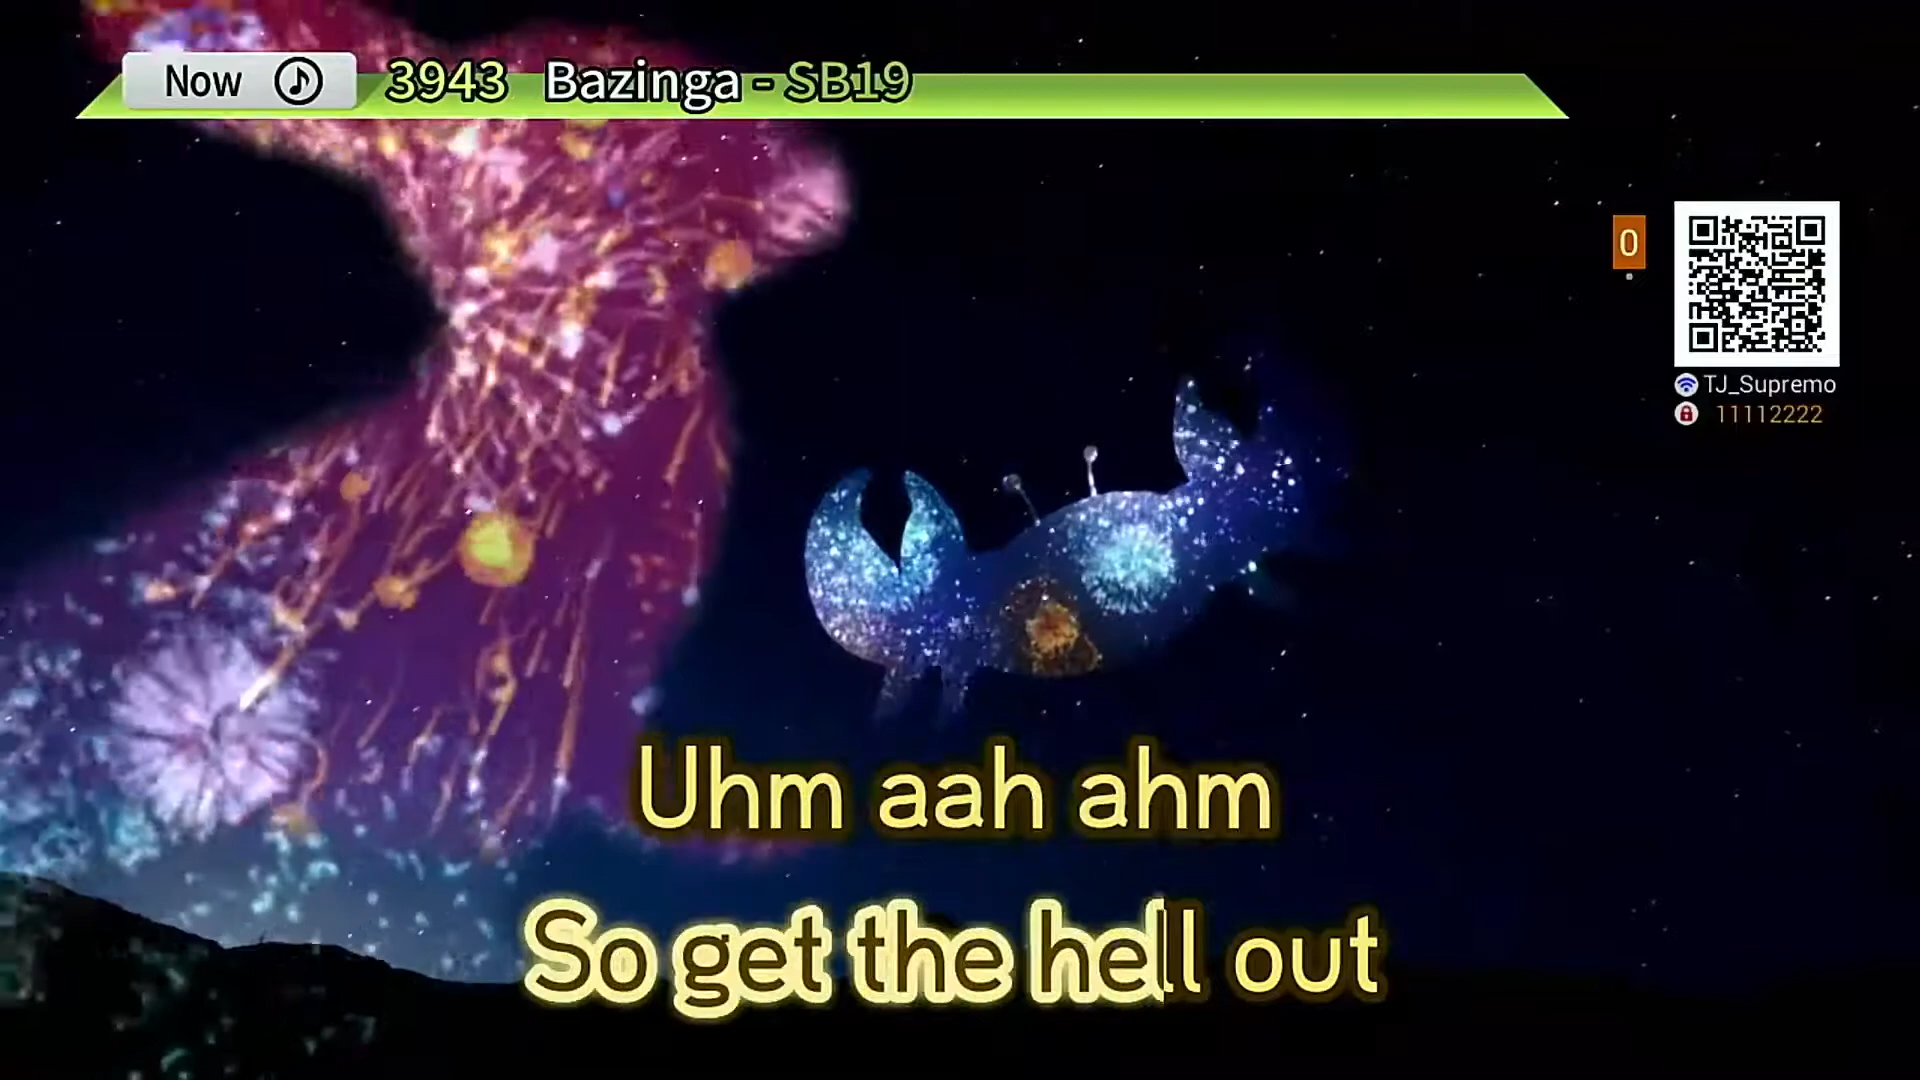 Now 3943 Bazinga - SB19
0
TJ_Supremo
11112222
Uhm aah ahm
So get the hell out